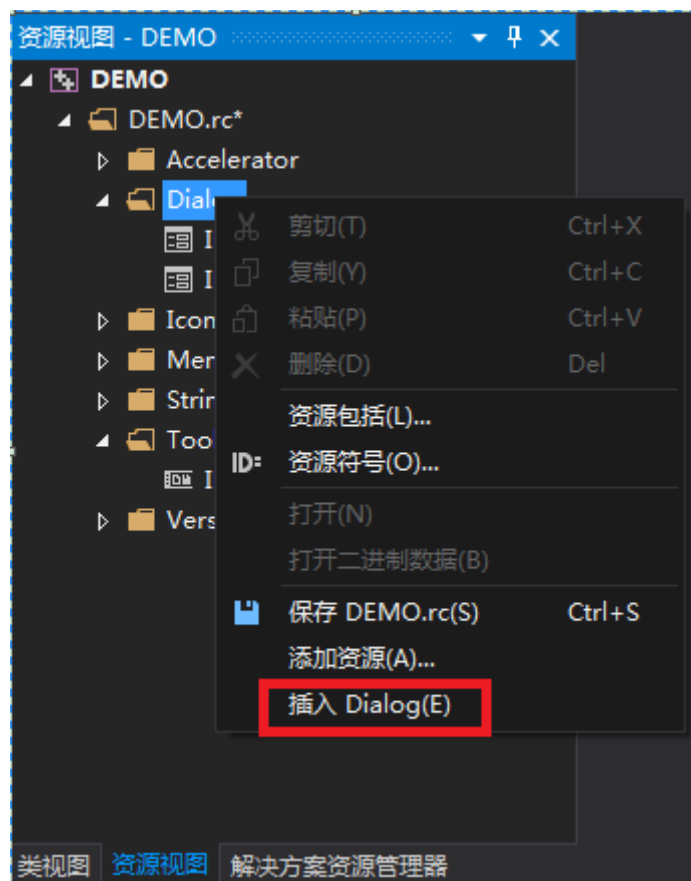 资源视图 - DEMO
DEMO
DEMO.rc*
Accelerator
剪切(T) Ctrl+X
复制(Y) Ctrl+C
粘贴(P) Ctrl+V
删除(D) Del
资源包括(L)...
ID= 资源符号(O)...
打开(N)
打开二进制数据(B)
保存 DEMO.rc(S) Ctrl+S
添加资源(A)...
插入 Dialog(E)
类视图 资源视图 解决方案资源管理器